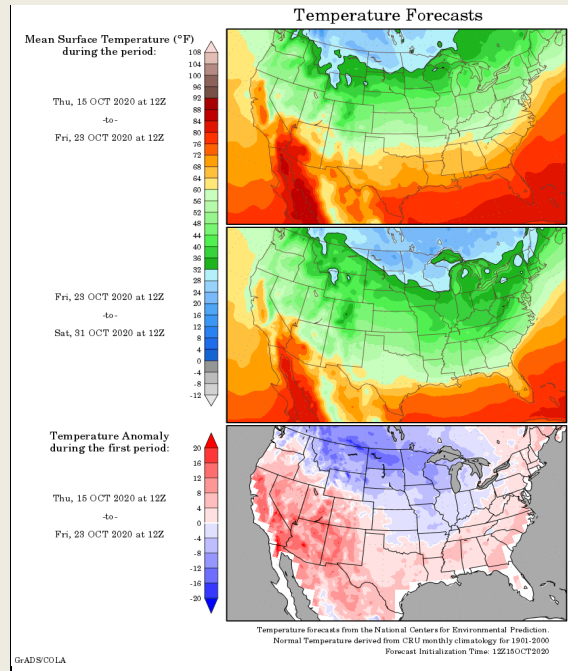 Temperature Forecasts
Mean Surface Temperature (°F)
during the period:
Thu, 15 OCT 2020 at 12Z
-to-
Fri, 23 OCT 2020 at 12Z
108
104
100
96
92
88
84
80
76
72
68
64
60
56
52
48
44
40
36
32
28
24
20
16
12
8
4
0
-4
-8
-12
Fri, 23 OCT 2020 at 12Z
-to-
Sat, 31 OCT 2020 at 12Z
Temperature Anomaly
during the first period:
Thu, 15 OCT 2020 at 12Z
-to-
Fri, 23 OCT 2020 at 12Z
20
16
12
8
4
0
-4
-8
-12
-16
-20
Temperature forecasts from the National Centers for Environmental Prediction.
Normal Temperature derived from CRU monthly climatology for 1901-2000
Forecast Initialization Time: 12Z15OCT2020
GrADS/COLA